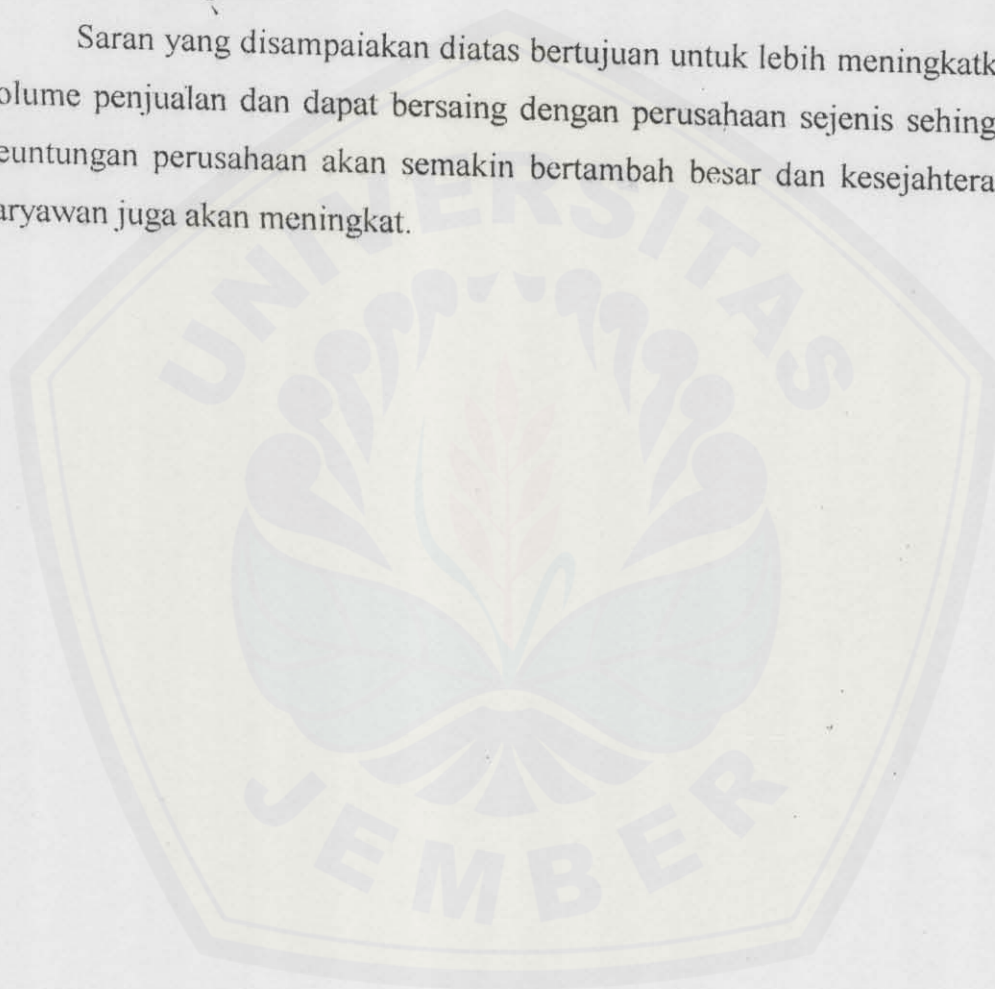 Saran yang disampaiakan diatas bertujuan untuk lebih meningkatk
olume penjualan dan dapat bersaing dengan perusahaan sejenis sehing
euntungan perusahaan akan semakin bertambah besar dan kesejahtera
aryawan juga akan meningkat.
UNIVERSITAS
JEMBER